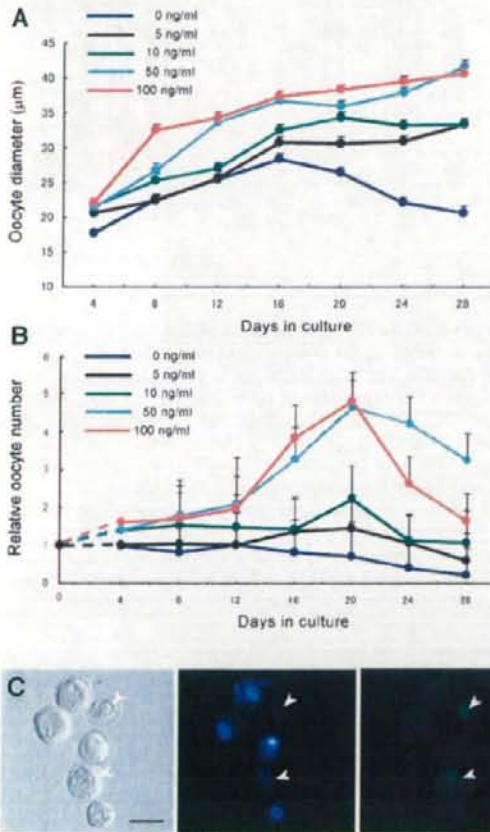 A
0 ng/ml
5 ng/ml
10 ng/ml
50 ng/ml
100 ng/ml
Oocyte diameter (μm)
45
40
35
30
25
20
15
10
4 8 12 16 20 24 28
Days in culture
B
0 ng/ml
5 ng/ml
10 ng/ml
50 ng/ml
100 ng/ml
Relative oocyte number
6
5
4
3
2
1
0
0 4 8 12 16 20 24 28
Days in culture
C